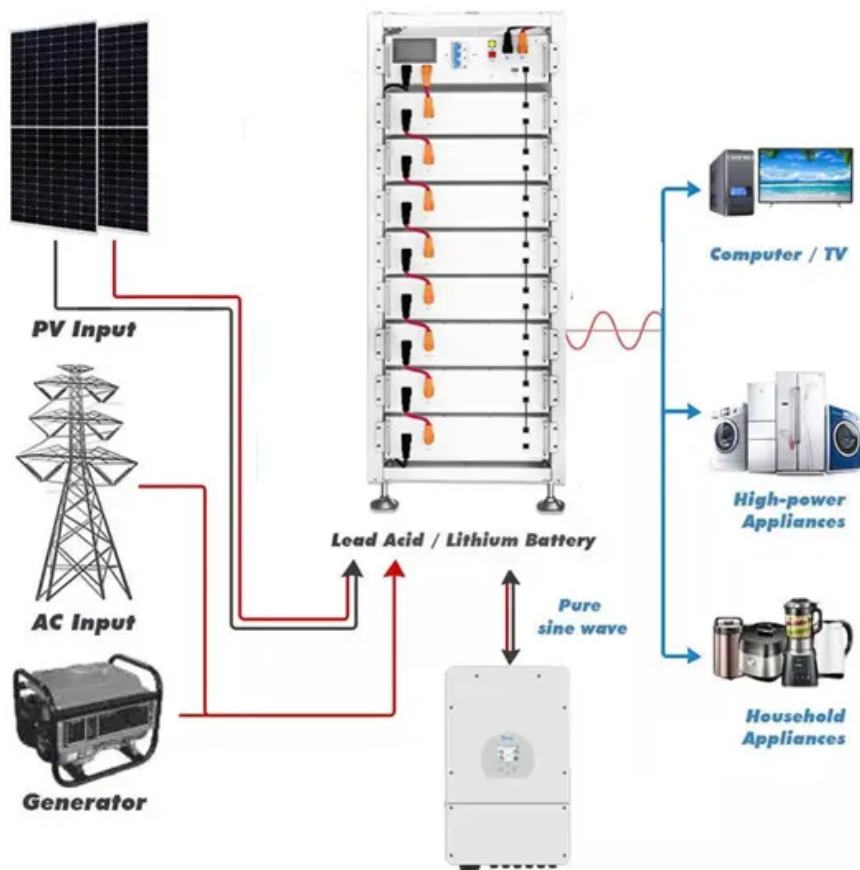 PV Input
AC Input
Generator
Lead Acid / Lithium Battery
Pure
sine wave
Computer / TV
High-power
Appliances
Household
Appliances